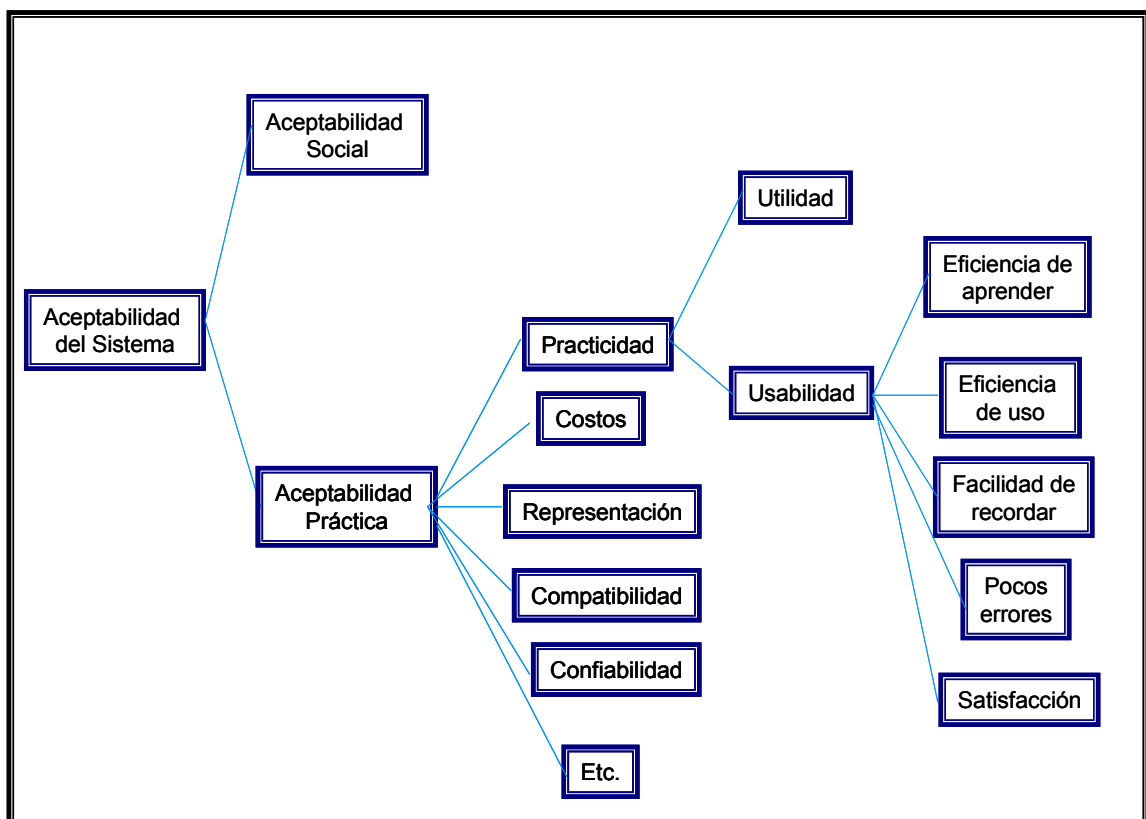 Aceptabilidad
Social
Utilidad
Eficiencia de
aprender
Aceptabilidad
del Sistema
Practicidad
Usabilidad
Eficiencia
de uso
Costos
Aceptabilidad
Práctica
Representación
Facilidad de
recordar
Compatibilidad
Pocos
errores
Confiabilidad
Satisfacción
Etc.